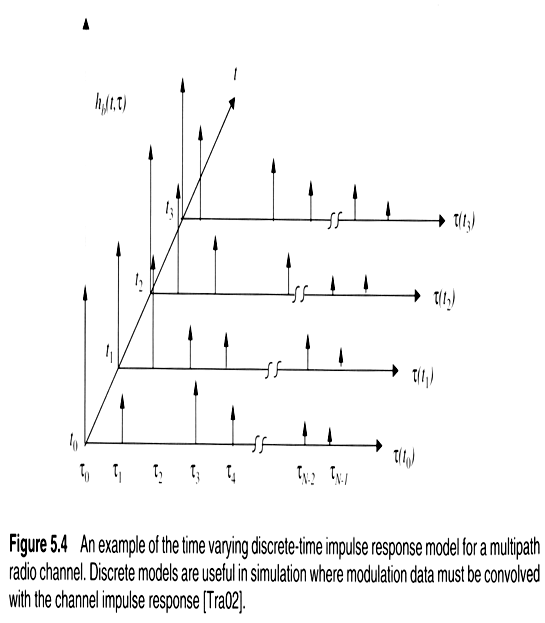 t
h_b(t,τ)
t_3
τ(t_3)
t_2
τ(t_2)
t_1
τ(t_1)
t_0
τ(t_0)
τ_0 τ_1 τ_2 τ_3 τ_4 τ_{N-2} τ_{N-1}
Figure 5.4 An example of the time varying discrete-time impulse response model for a multipath
radio channel. Discrete models are useful in simulation where modulation data must be convolved
with the channel impulse response [Tra02].